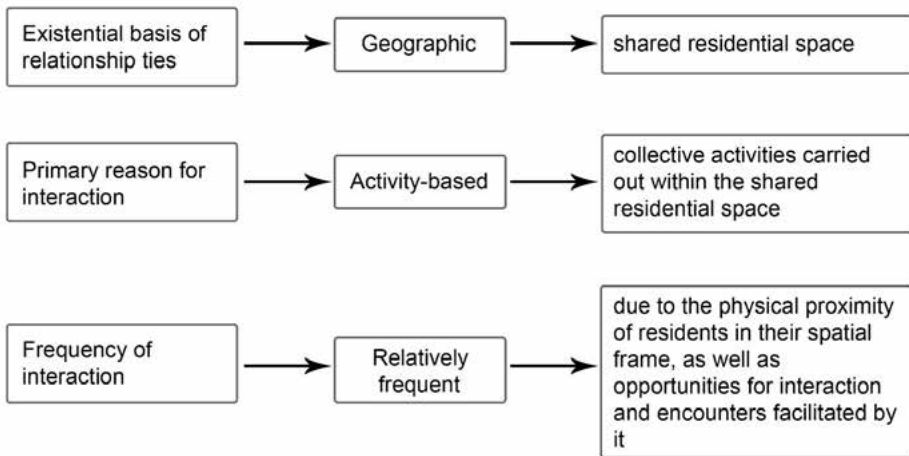 Existential basis of
relationship ties
Geographic
shared residential space
Primary reason for
interaction
Activity-based
collective activities carried
out within the shared
residential space
Frequency of
interaction
Relatively
frequent
due to the physical proximity
of residents in their spatial
frame, as well as
opportunities for interaction
and encounters facilitated by
it